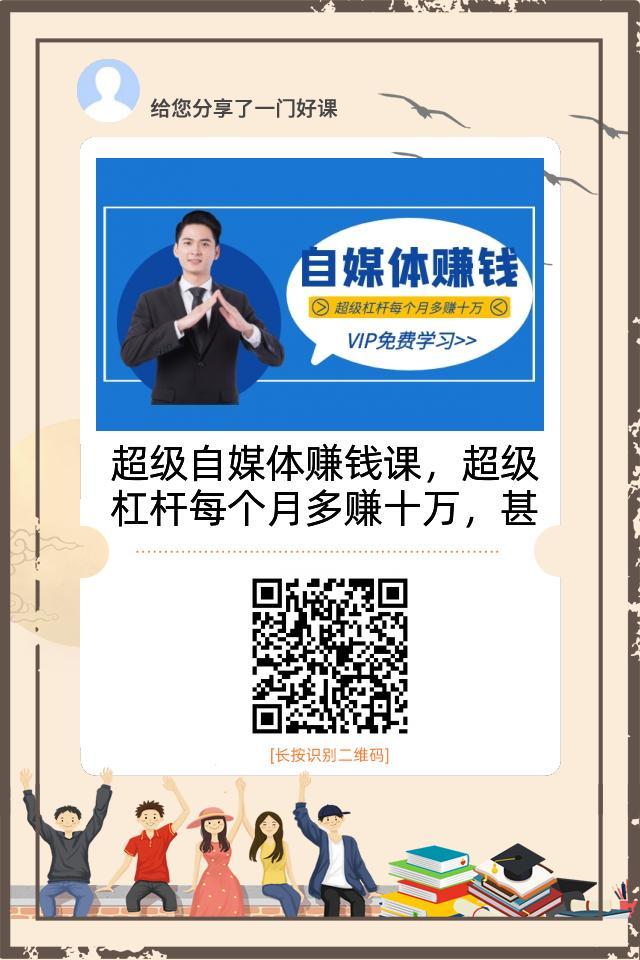 给您分享了一门好课
自媒体赚钱
超级杠杆每个月多赚十万
VIP免费学习>>
超级自媒体赚钱课，超级
杠杆每个月多赚十万，甚
[长按识别二维码]